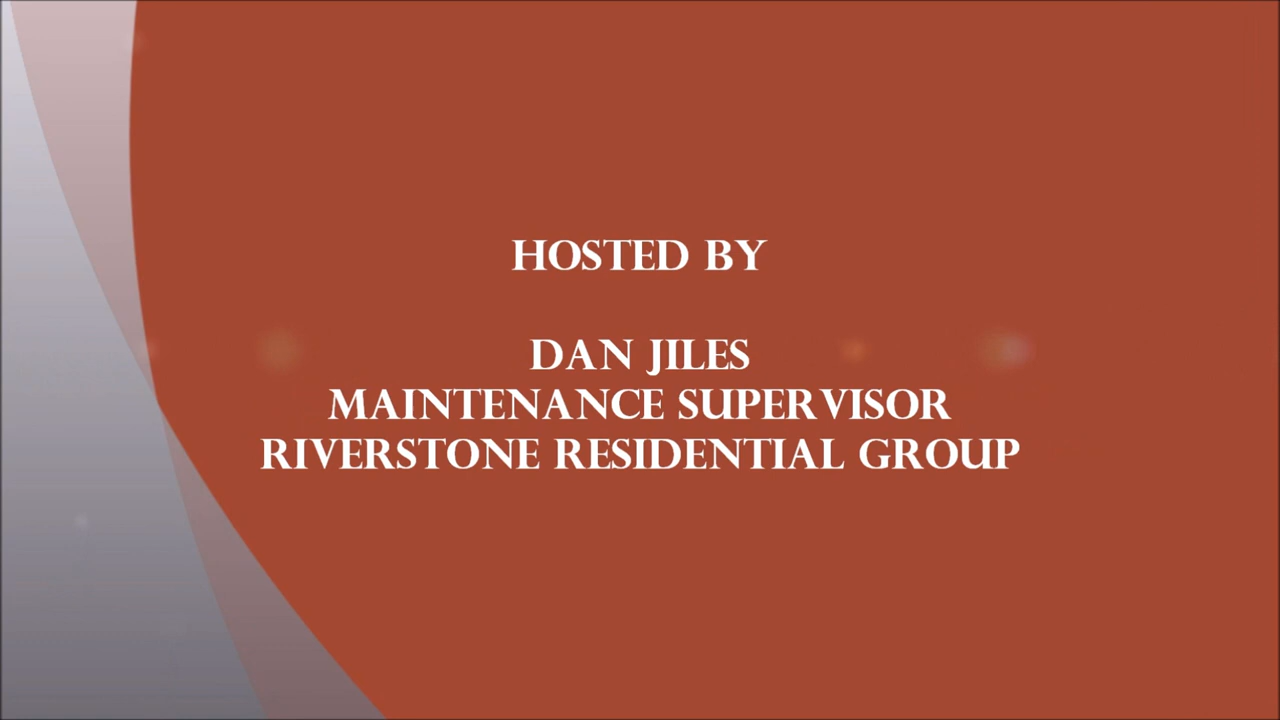 HOSTED BY
DAN JILES
MAINTENANCE SUPERVISOR
RIVERSTONE RESIDENTIAL GROUP